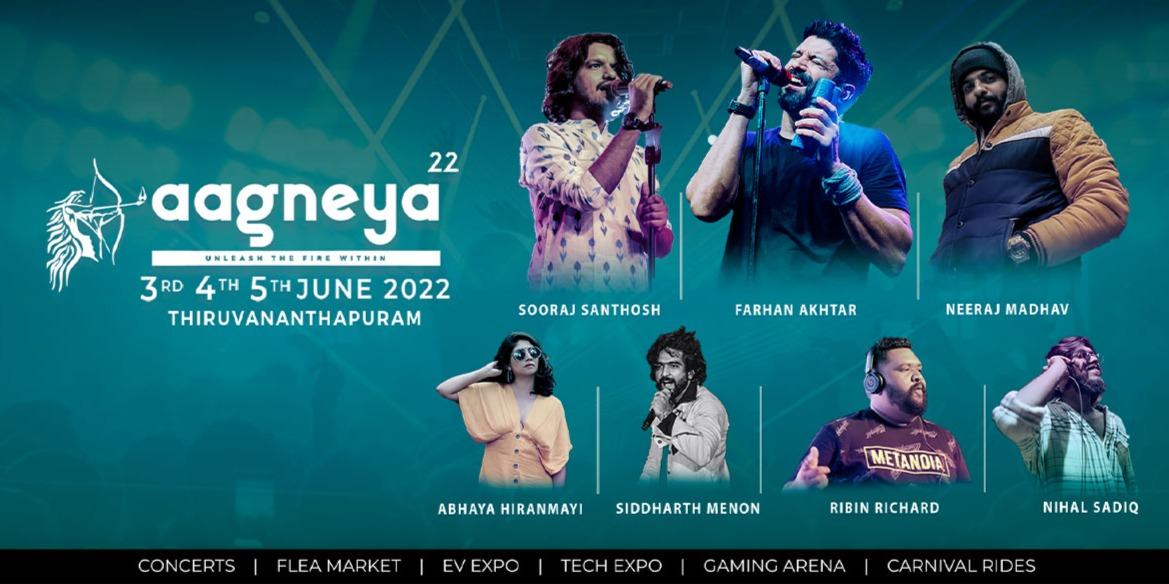 aagneya 22
UNLEASH THE FIRE WITHIN
3RD 4TH 5TH JUNE 2022
THIRUVANANTHAPURAM
SOORAJ SANTHOSH
FARHAN AKHTAR
NEERAJ MADHAV
METANOIA
ABHAYA HIRANMAYI
SIDDHARTH MENON
RIBIN RICHARD
NIHAL SADIQ
CONCERTS | FLEA MARKET | EV EXPO | TECH EXPO | GAMING ARENA | CARNIVAL RIDES